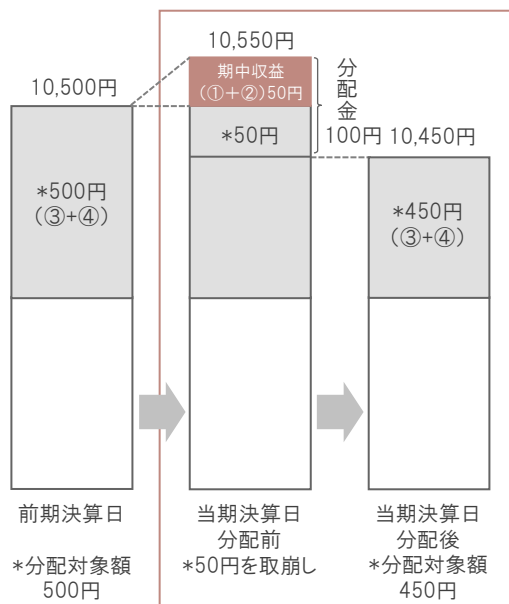 10,550円
期中収益
(①+②)50円
分配金
10,500円
*50円
100円
10,450円
*500円
(③+④)
*450円
(③+④)
前期決算日
*分配対象額
500円
当期決算日
分配前
*50円を取崩し
当期決算日
分配後
*分配対象額
450円